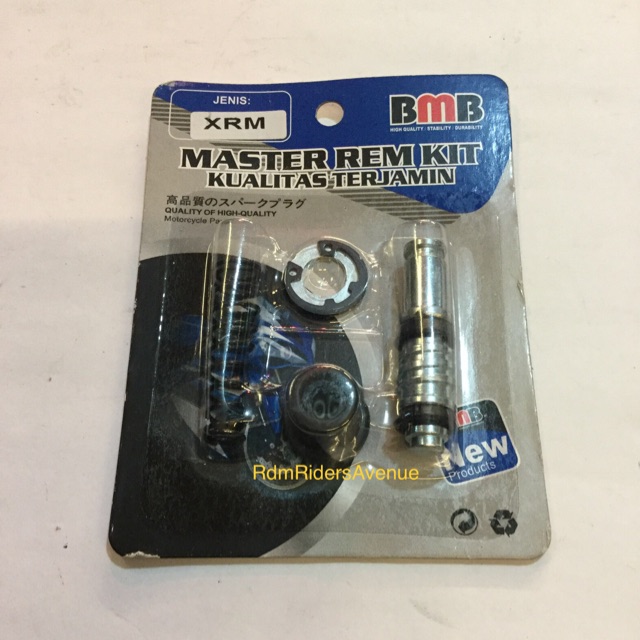 JENIS:
XRM
BMB
HIGH QUALITY · STABILITY · DURABILITY
MASTER REM KIT
KUALITAS TERJAMIN
高品質のスパークプラグ
QUALITY OF HIGH-QUALITY
Motorcycle
BMB
New
Products
RdmRidersAvenue